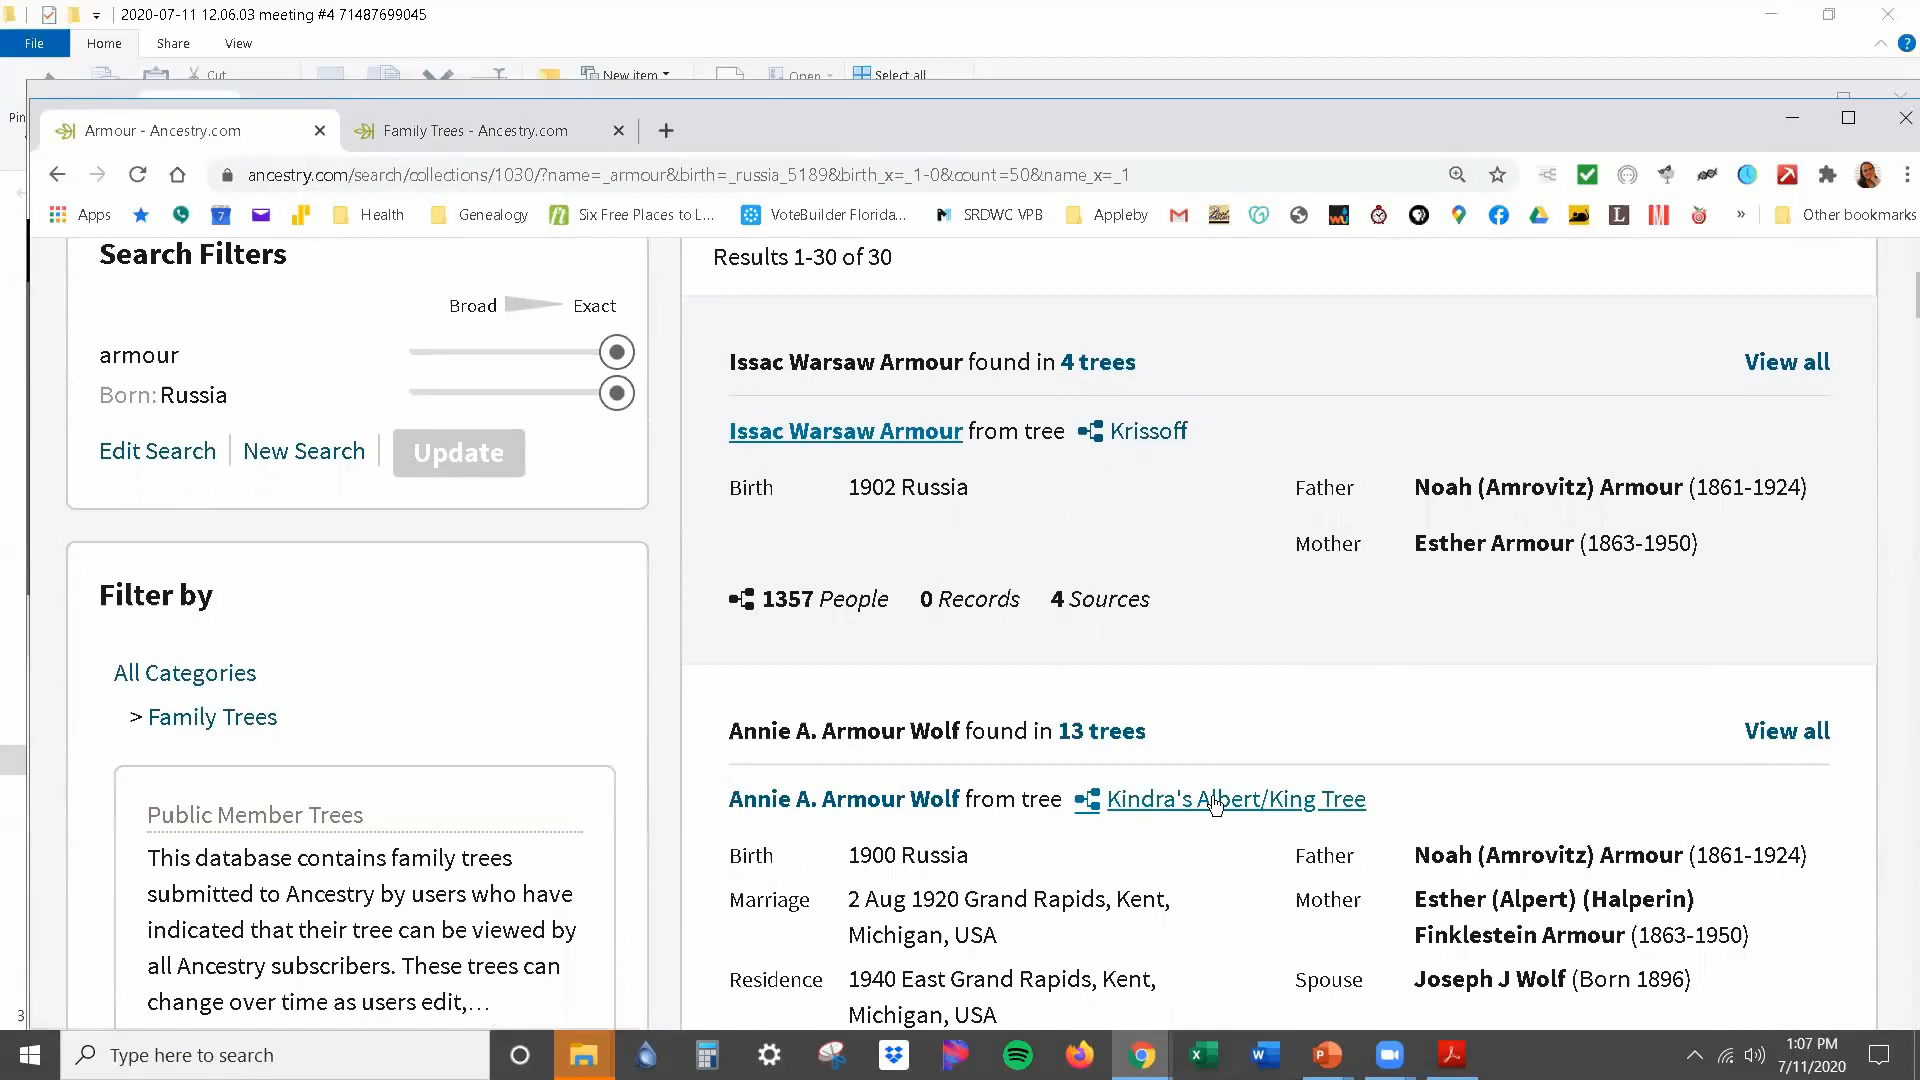 2020-07-11 12.06.03 meeting #4 71487699045
File Home Share View
Cut New item Open Select all
Pin
Armour - Ancestry.com Family Trees - Ancestry.com
ancestry.com/search/collections/1030/?name=_armour&birth=_russia_5189&birth_x=_1-0&count=50&name_x=_1
Apps Health Genealogy Six Free Places to L... VoteBuilder Florida... SRDWC VPB Appleby » Other bookmarks
Search Filters
Broad Exact
armour
Born: Russia
Edit Search New Search Update
Filter by
All Categories
> Family Trees
Public Member Trees
This database contains family trees
submitted to Ancestry by users who have
indicated that their tree can be viewed by
all Ancestry subscribers. These trees can
change over time as users edit,...
Results 1-30 of 30
Issac Warsaw Armour found in 4 trees View all
Issac Warsaw Armour from tree Krissoff
Birth 1902 Russia Father Noah (Amrovitz) Armour (1861-1924)
Mother Esther Armour (1863-1950)
1357 People 0 Records 4 Sources
Annie A. Armour Wolf found in 13 trees View all
Annie A. Armour Wolf from tree Kindra's Albert/King Tree
Birth 1900 Russia Father Noah (Amrovitz) Armour (1861-1924)
Marriage 2 Aug 1920 Grand Rapids, Kent, Mother Esther (Alpert) (Halperin)
Michigan, USA Finklestein Armour (1863-1950)
Residence 1940 East Grand Rapids, Kent, Spouse Joseph J Wolf (Born 1896)
Michigan, USA
3
Type here to search
1:07 PM
7/11/2020